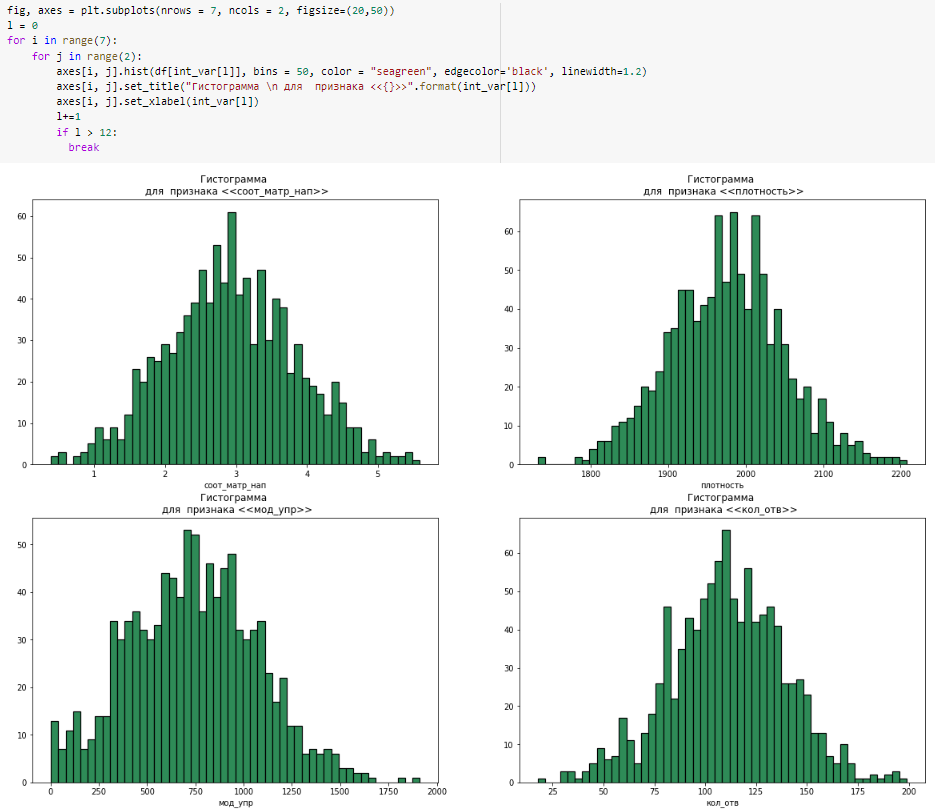 fig, axes = plt.subplots(nrows = 7, ncols = 2, figsize=(20,50))
l = 0
for i in range(7):
    for j in range(2):
        axes[i, j].hist(df[int_var[l]], bins = 50, color = "seagreen", edgecolor='black', linewidth=1.2)
        axes[i, j].set_title("Гистограмма \n для  признака <<{}>>".format(int_var[l]))
        axes[i, j].set_xlabel(int_var[l])
        l+=1
        if l > 12:
          break
Гистограмма
для признака <<соот_матр_нап>>
60
50
40
30
20
10
0
1 2 3 4 5
соот_матр_нап
Гистограмма
для признака <<плотность>>
60
50
40
30
20
10
0
1800 1900 2000 2100 2200
плотность
Гистограмма
для признака <<мод_упр>>
50
40
30
20
10
0
0 250 500 750 1000 1250 1500 1750 2000
мод_упр
Гистограмма
для признака <<кол_отв>>
60
50
40
30
20
10
0
25 50 75 100 125 150 175 200
кол_отв